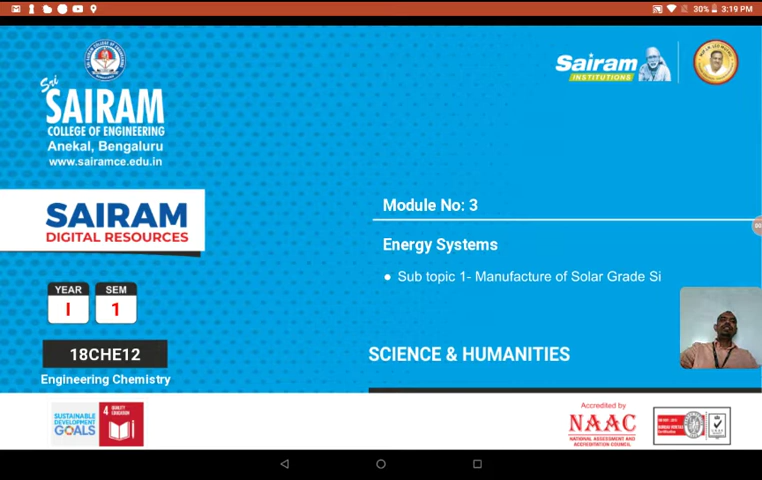 30% 3:19 PM
Sri
SAIRAM
COLLEGE OF ENGINEERING
Anekal, Bengaluru
www.sairamce.edu.in
Sairam
INSTITUTIONS
SAIRAM
DIGITAL RESOURCES
YEAR
I
SEM
1
18CHE12
Engineering Chemistry
Module No: 3
Energy Systems
● Sub topic 1- Manufacture of Solar Grade Si
SCIENCE & HUMANITIES
SUSTAINABLE
DEVELOPMENT
GOALS
4 QUALITY
EDUCATION
Accredited by
NAAC
NATIONAL ASSESSMENT AND
ACCREDITATION COUNCIL